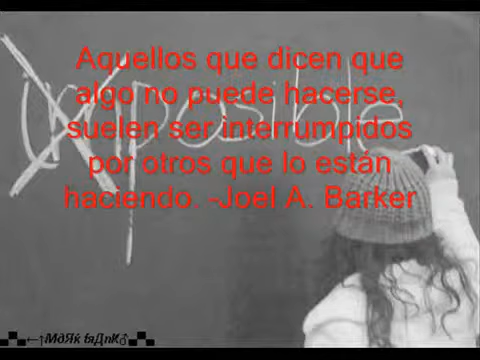 Aquellos que dicen que
algo no puede hacerse,
suelen ser interrumpidos
por otros que lo están
haciendo. -Joel A. Barker
posible